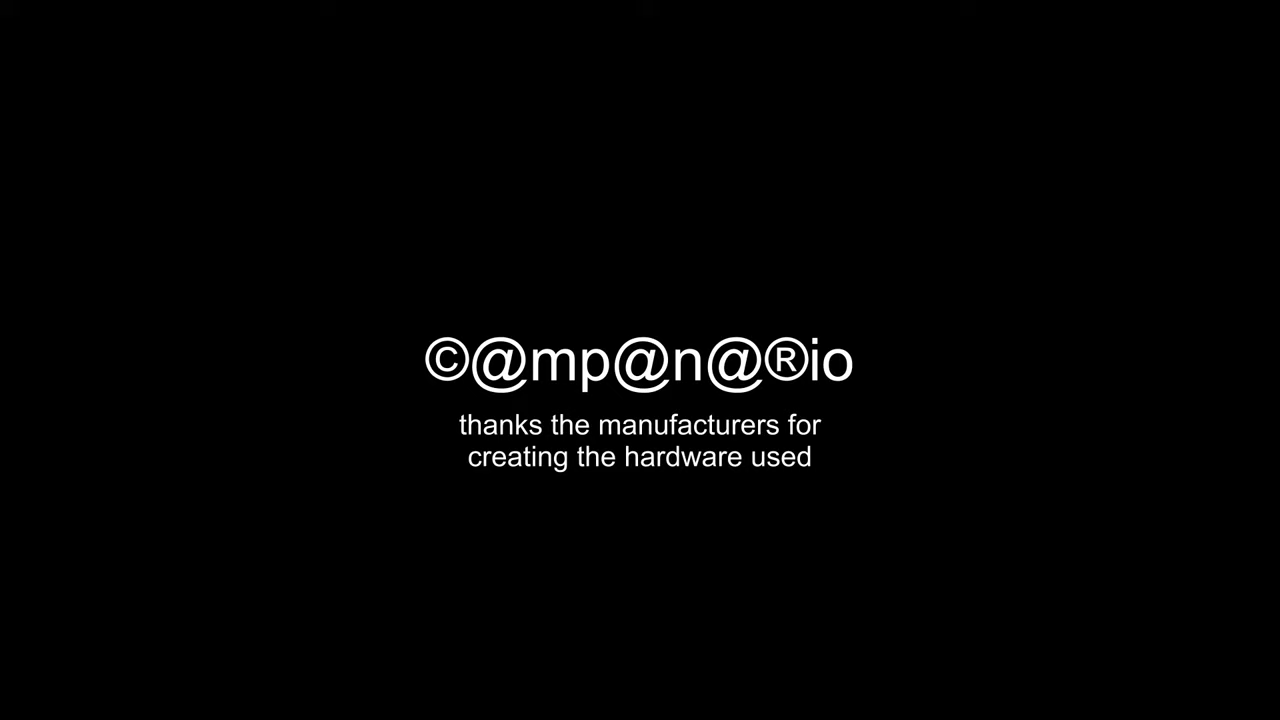 ©@mp@n@®io
thanks the manufacturers for
creating the hardware used